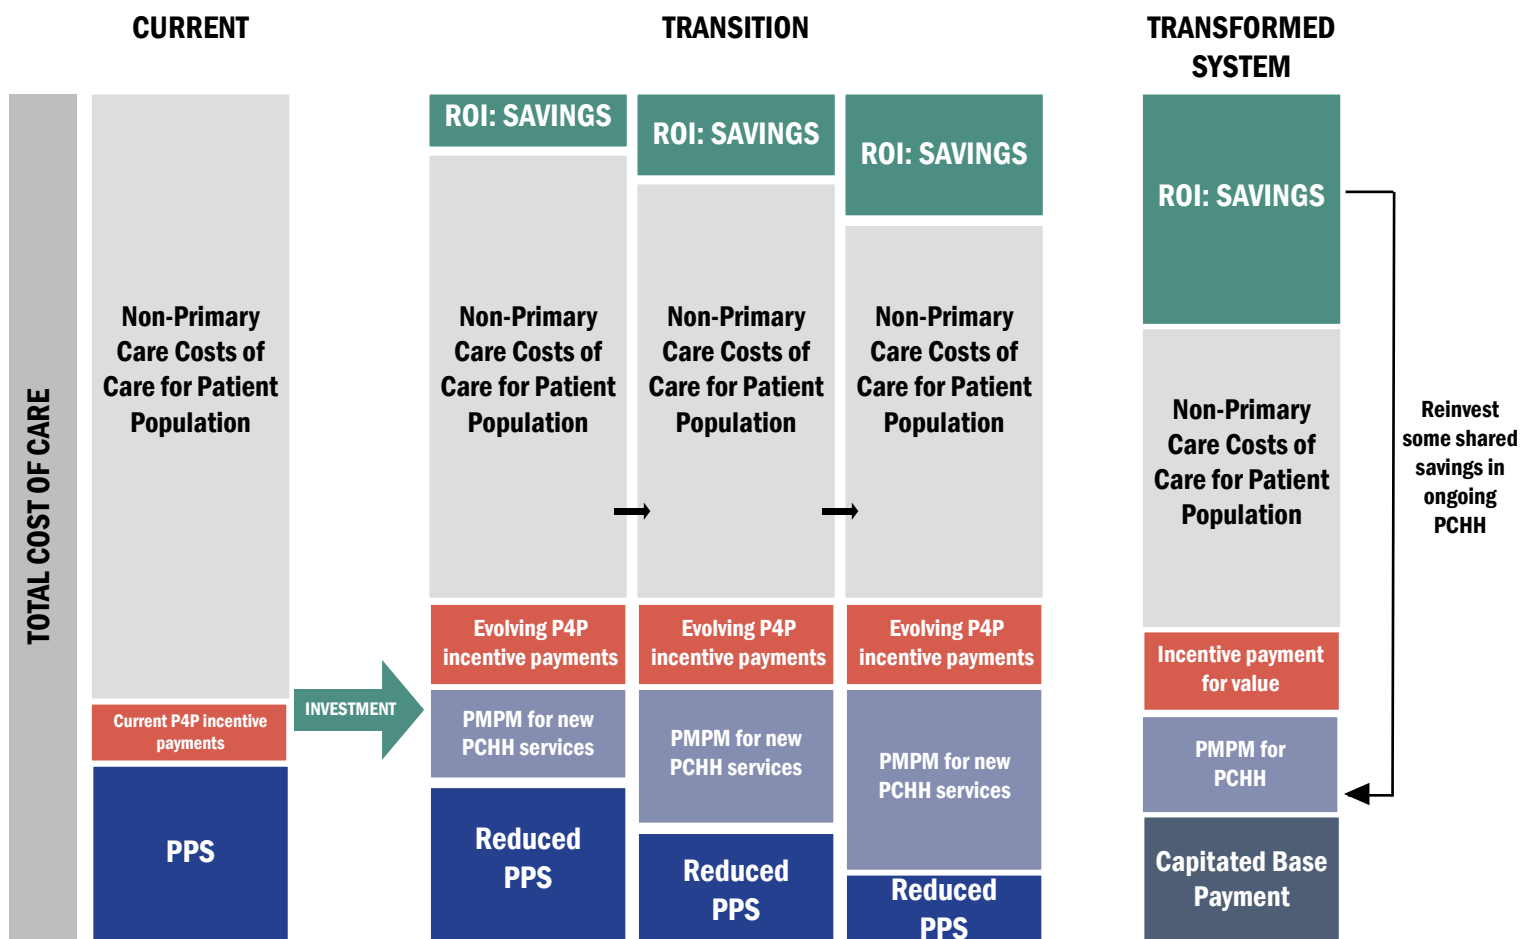 CURRENT
TRANSITION
TRANSFORMED
SYSTEM
TOTAL COST OF CARE
Non-Primary
Care Costs of
Care for Patient
Population
Current P4P incentive
payments
PPS
INVESTMENT
ROI: SAVINGS
Non-Primary
Care Costs of
Care for Patient
Population
Evolving P4P
incentive payments
PMPM for new
PCHH services
Reduced
PPS
ROI: SAVINGS
Non-Primary
Care Costs of
Care for Patient
Population
Evolving P4P
incentive payments
PMPM for new
PCHH services
Reduced
PPS
ROI: SAVINGS
Non-Primary
Care Costs of
Care for Patient
Population
Evolving P4P
incentive payments
PMPM for new
PCHH services
Reduced
PPS
ROI: SAVINGS
Non-Primary
Care Costs of
Care for Patient
Population
Incentive payment
for value
PMPM for
PCHH
Capitated Base
Payment
Reinvest
some shared
savings in
ongoing
PCHH